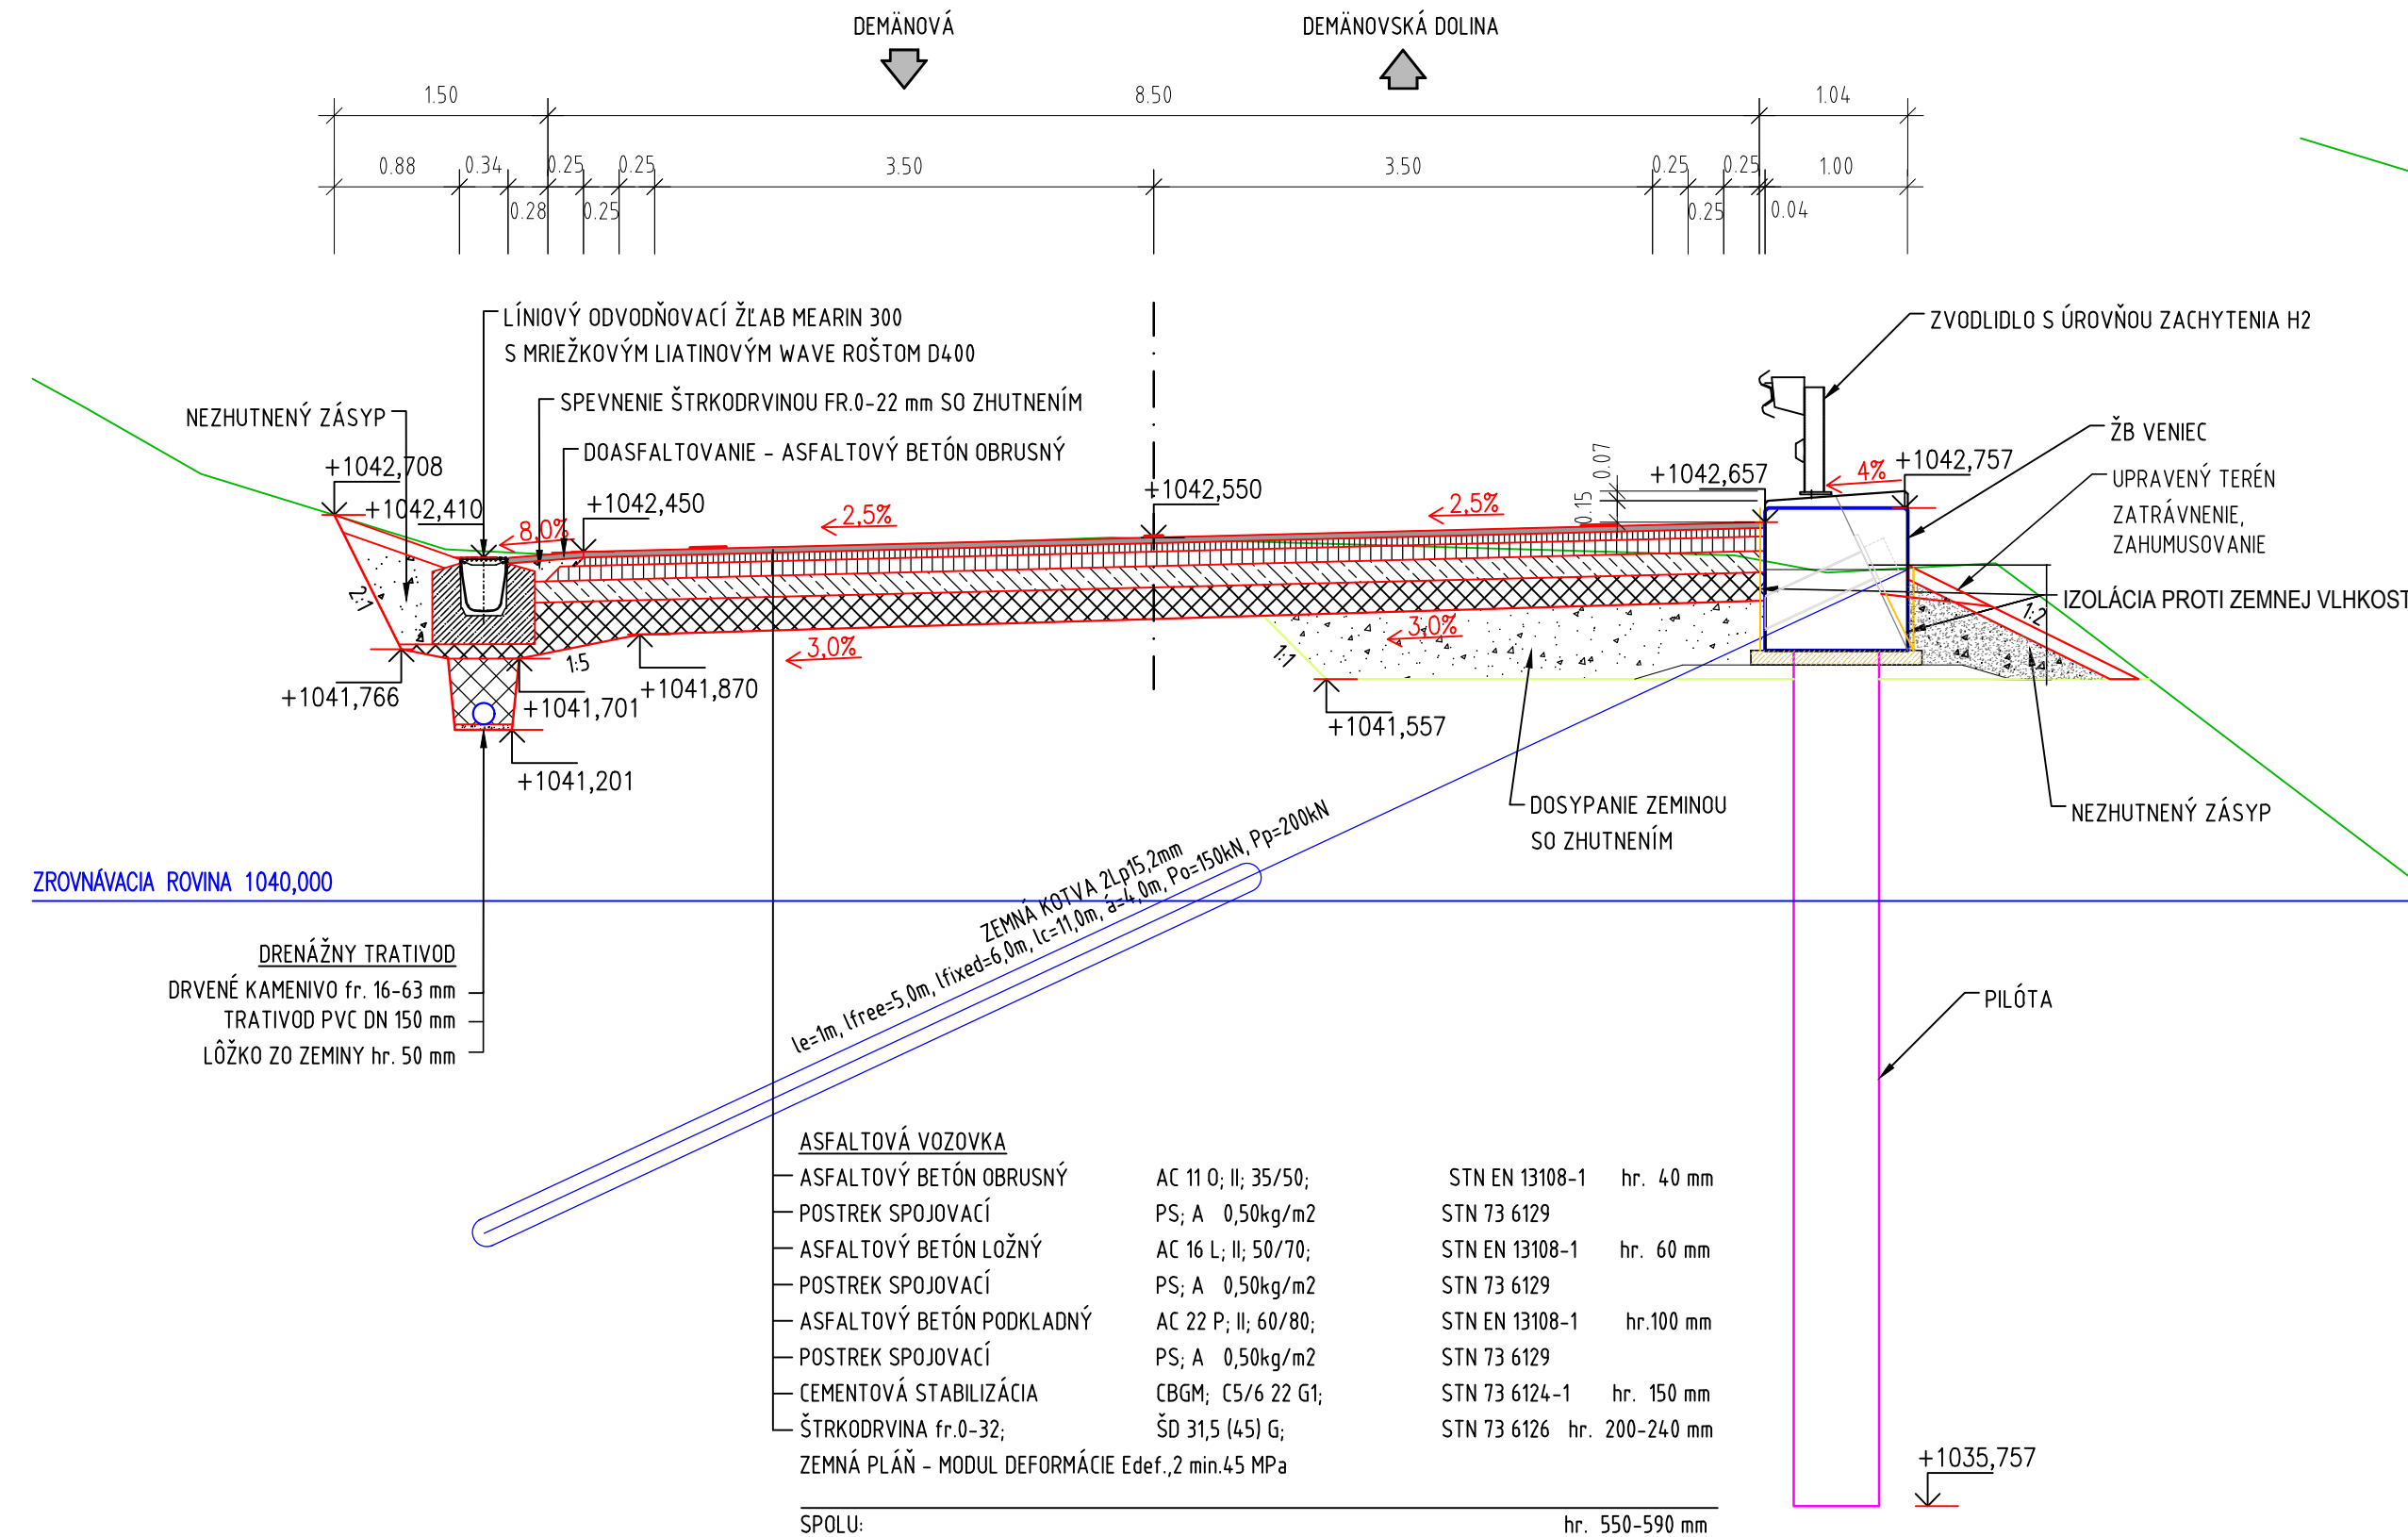 DEMÄNOVÁ
DEMÄNOVSKÁ DOLINA
1.50
8.50
1.04
0.88
0.34
0.25
0.25
3.50
3.50
0.25
0.25
1.00
0.28
0.25
0.25
0.04
LÍNIOVÝ ODVODŇOVACÍ ŽĽAB MEARIN 300
S MRIEŽKOVÝM LIATINOVÝM WAVE ROŠTOM D400
ZVODLIDLO S ÚROVŇOU ZACHYTENIA H2
NEZHUTNENÝ ZÁSYP
SPEVNENIE ŠTRKODRVINOU FR.0-22 mm SO ZHUTNENÍM
DOASFALTOVANIE - ASFALTOVÝ BETÓN OBRUSNÝ
ŽB VENIEC
UPRAVENÝ TERÉN
ZATRÁVNENIE,
ZAHUMUSOVANIE
IZOLÁCIA PROTI ZEMNEJ VLHKOST
+1042,708
+1042,410
8,0%
+1042,450
2,5%
+1042,550
2,5%
0.15
0.07
+1042,657
4%
+1042,757
2:1
1:5
3,0%
1:1
3,0%
1:2
+1041,766
+1041,701
+1041,870
+1041,557
+1041,201
DOSYPANIE ZEMINOU
SO ZHUTNENÍM
NEZHUTNENÝ ZÁSYP
ZROVNÁVACIA ROVINA 1040,000
ZEMNÁ KOTVA 2Lp15,2mm
le=1m, lfree=5,0m, lfixed=6,0m, lc=11,0m, á=4,0m, Po=150kN, Pp=200kN
DRENÁŽNY TRATIVOD
DRVENÉ KAMENIVO fr. 16-63 mm
TRATIVOD PVC DN 150 mm
LÔŽKO ZO ZEMINY hr. 50 mm
PILÓTA
ASFALTOVÁ VOZOVKA
ASFALTOVÝ BETÓN OBRUSNÝ AC 11 O; II; 35/50; STN EN 13108-1 hr. 40 mm
POSTREK SPOJOVACÍ PS; A 0,50kg/m2 STN 73 6129
ASFALTOVÝ BETÓN LOŽNÝ AC 16 L; II; 50/70; STN EN 13108-1 hr. 60 mm
POSTREK SPOJOVACÍ PS; A 0,50kg/m2 STN 73 6129
ASFALTOVÝ BETÓN PODKLADNÝ AC 22 P; II; 60/80; STN EN 13108-1 hr.100 mm
POSTREK SPOJOVACÍ PS; A 0,50kg/m2 STN 73 6129
CEMENTOVÁ STABILIZÁCIA CBGM; C5/6 22 G1; STN 73 6124-1 hr. 150 mm
ŠTRKODRVINA fr.0-32; ŠD 31,5 (45) G; STN 73 6126 hr. 200-240 mm
ZEMNÁ PLÁŇ - MODUL DEFORMÁCIE Edef.,2 min.45 MPa
+1035,757
SPOLU: hr. 550-590 mm